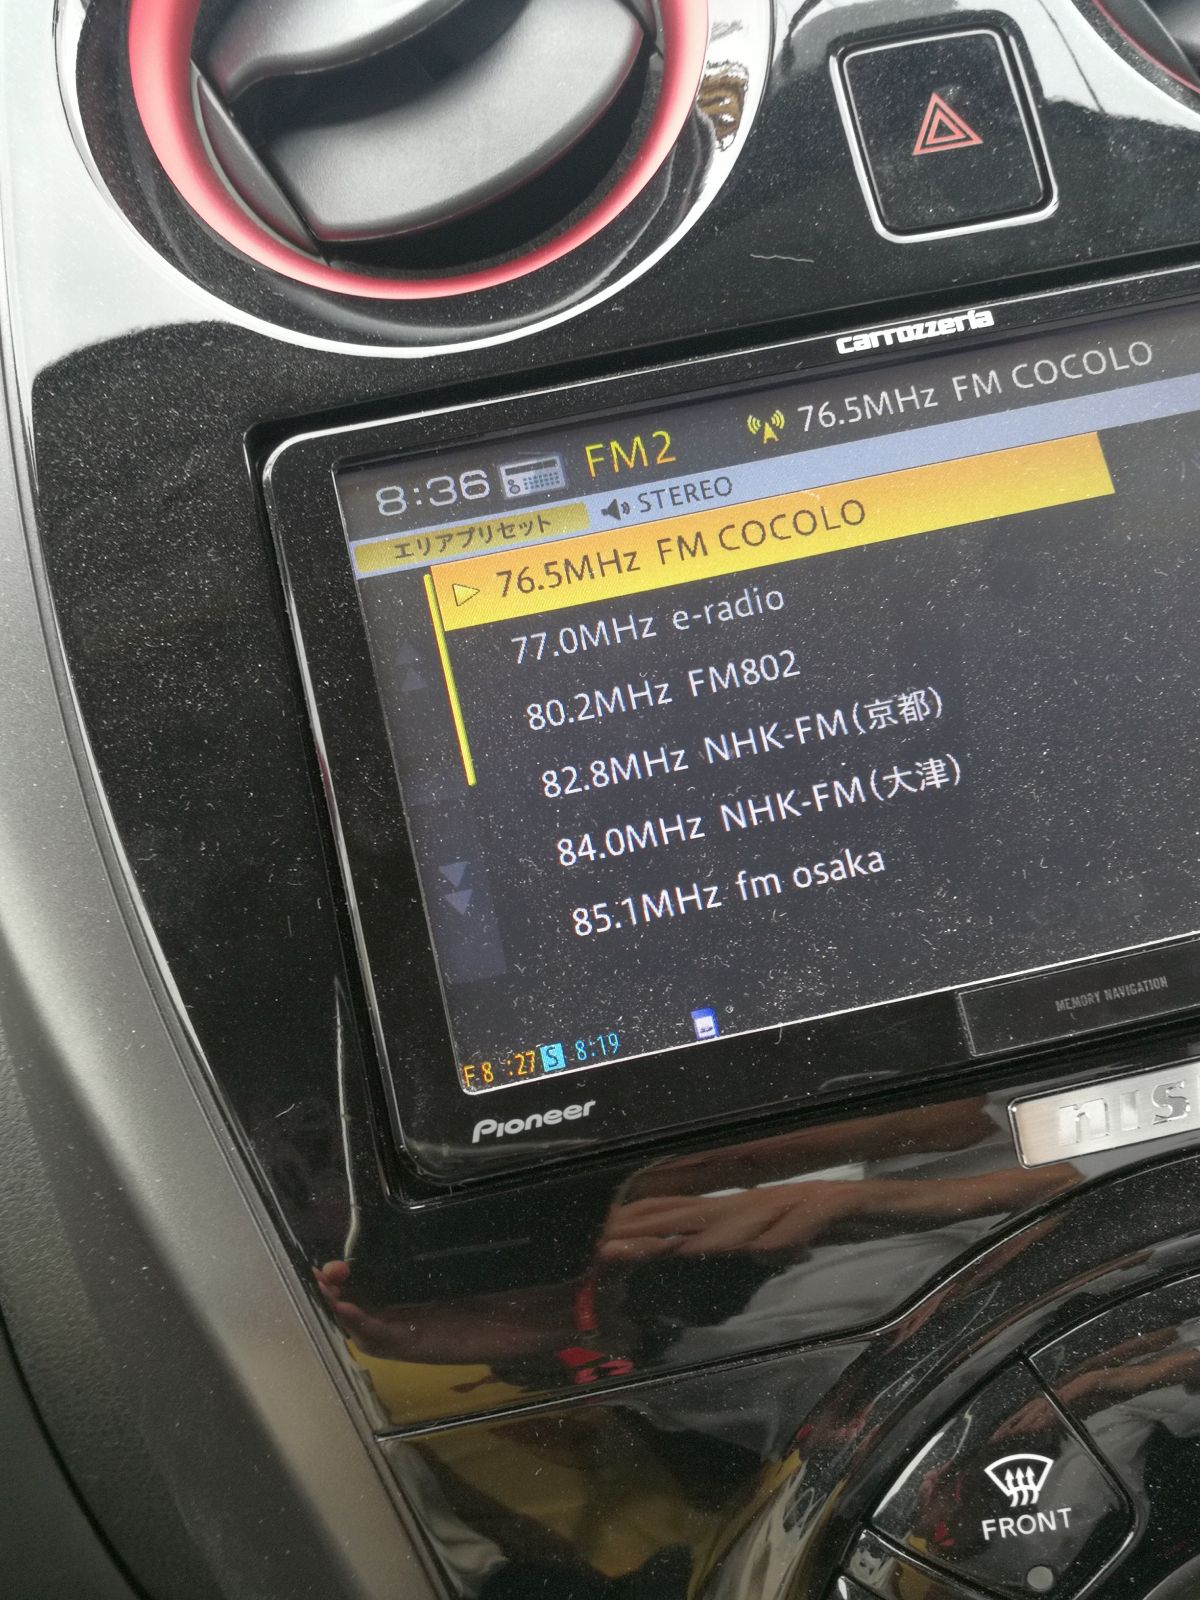 carrozzeria
8:36 FM2 76.5MHz FM COCOLO
エリアプリセット STEREO
76.5MHz FM COCOLO
77.0MHz e-radio
80.2MHz FM802
82.8MHz NHK-FM(京都)
84.0MHz NHK-FM(大津)
85.1MHz fm osaka
F 8 :27 S 8:19
MEMORY NAVIGATION
Pioneer
nis
FRONT